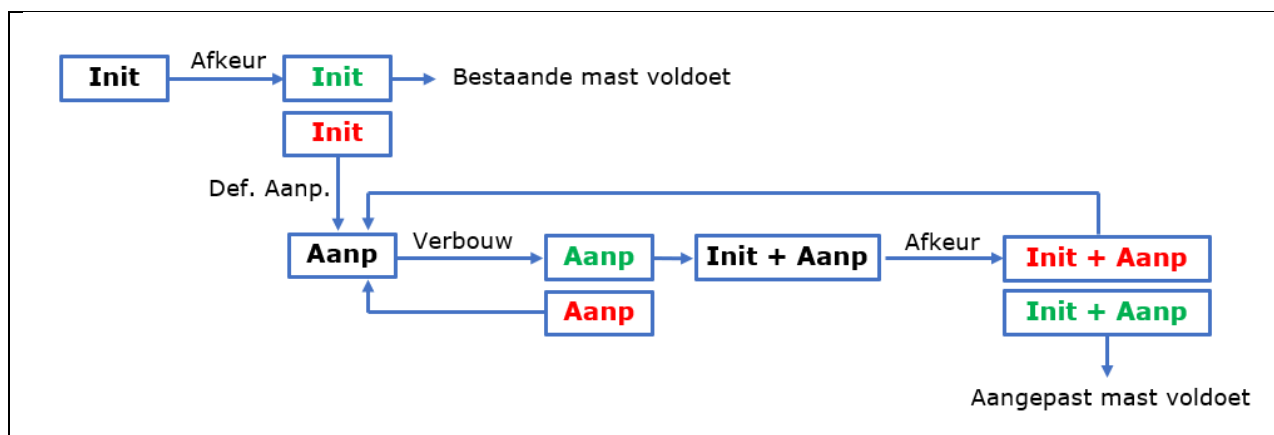 Init
Afkeur
Init
Bestaande mast voldoet
Init
Def. Aanp.
Aanp
Verbouw
Aanp
Init + Aanp
Afkeur
Init + Aanp
Aanp
Init + Aanp
Aangepast mast voldoet